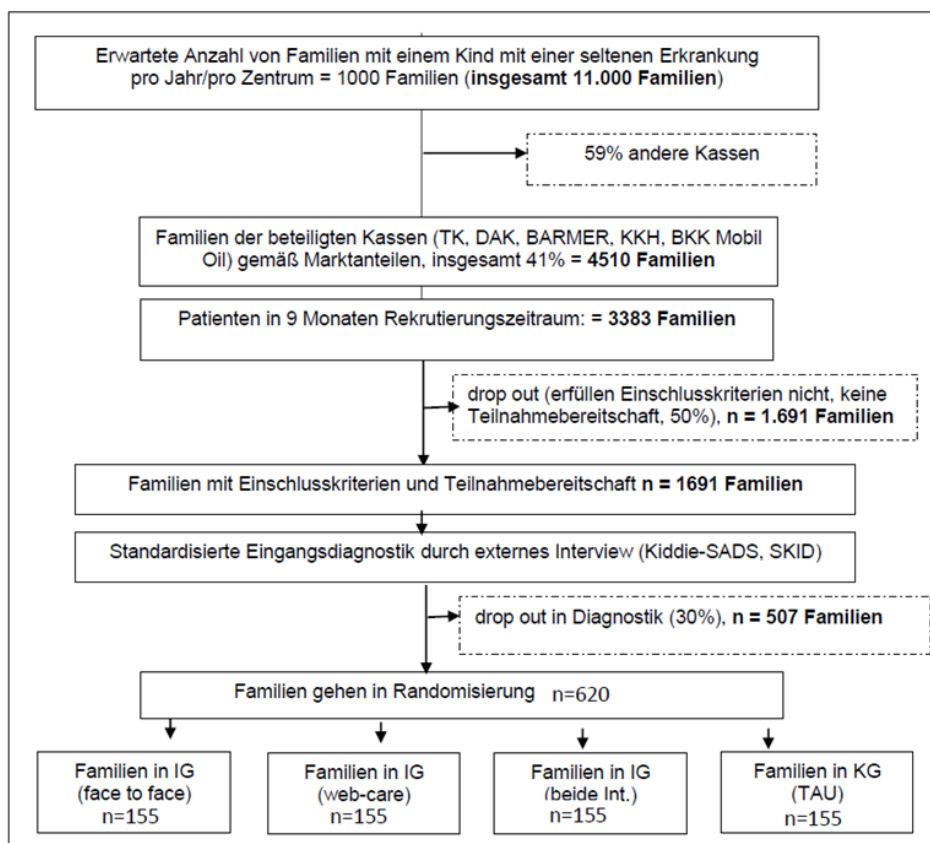 Erwartete Anzahl von Familien mit einem Kind mit einer seltenen Erkrankung
pro Jahr/pro Zentrum = 1000 Familien (insgesamt 11.000 Familien)
59% andere Kassen
Familien der beteiligten Kassen (TK, DAK, BARMER, KKH, BKK Mobil
Oil) gemäß Marktanteilen, insgesamt 41% = 4510 Familien
Patienten in 9 Monaten Rekrutierungszeitraum: = 3383 Familien
drop out (erfüllen Einschlusskriterien nicht, keine
Teilnahmebereitschaft, 50%), n = 1.691 Familien
Familien mit Einschlusskriterien und Teilnahmebereitschaft n = 1691 Familien
Standardisierte Eingangsdiagnostik durch externes Interview (Kiddie-SADS, SKID)
drop out in Diagnostik (30%), n = 507 Familien
Familien gehen in Randomisierung n=620
Familien in IG
(face to face)
n=155
Familien in IG
(web-care)
n=155
Familien in IG
(beide Int.)
n=155
Familien in KG
(TAU)
n=155